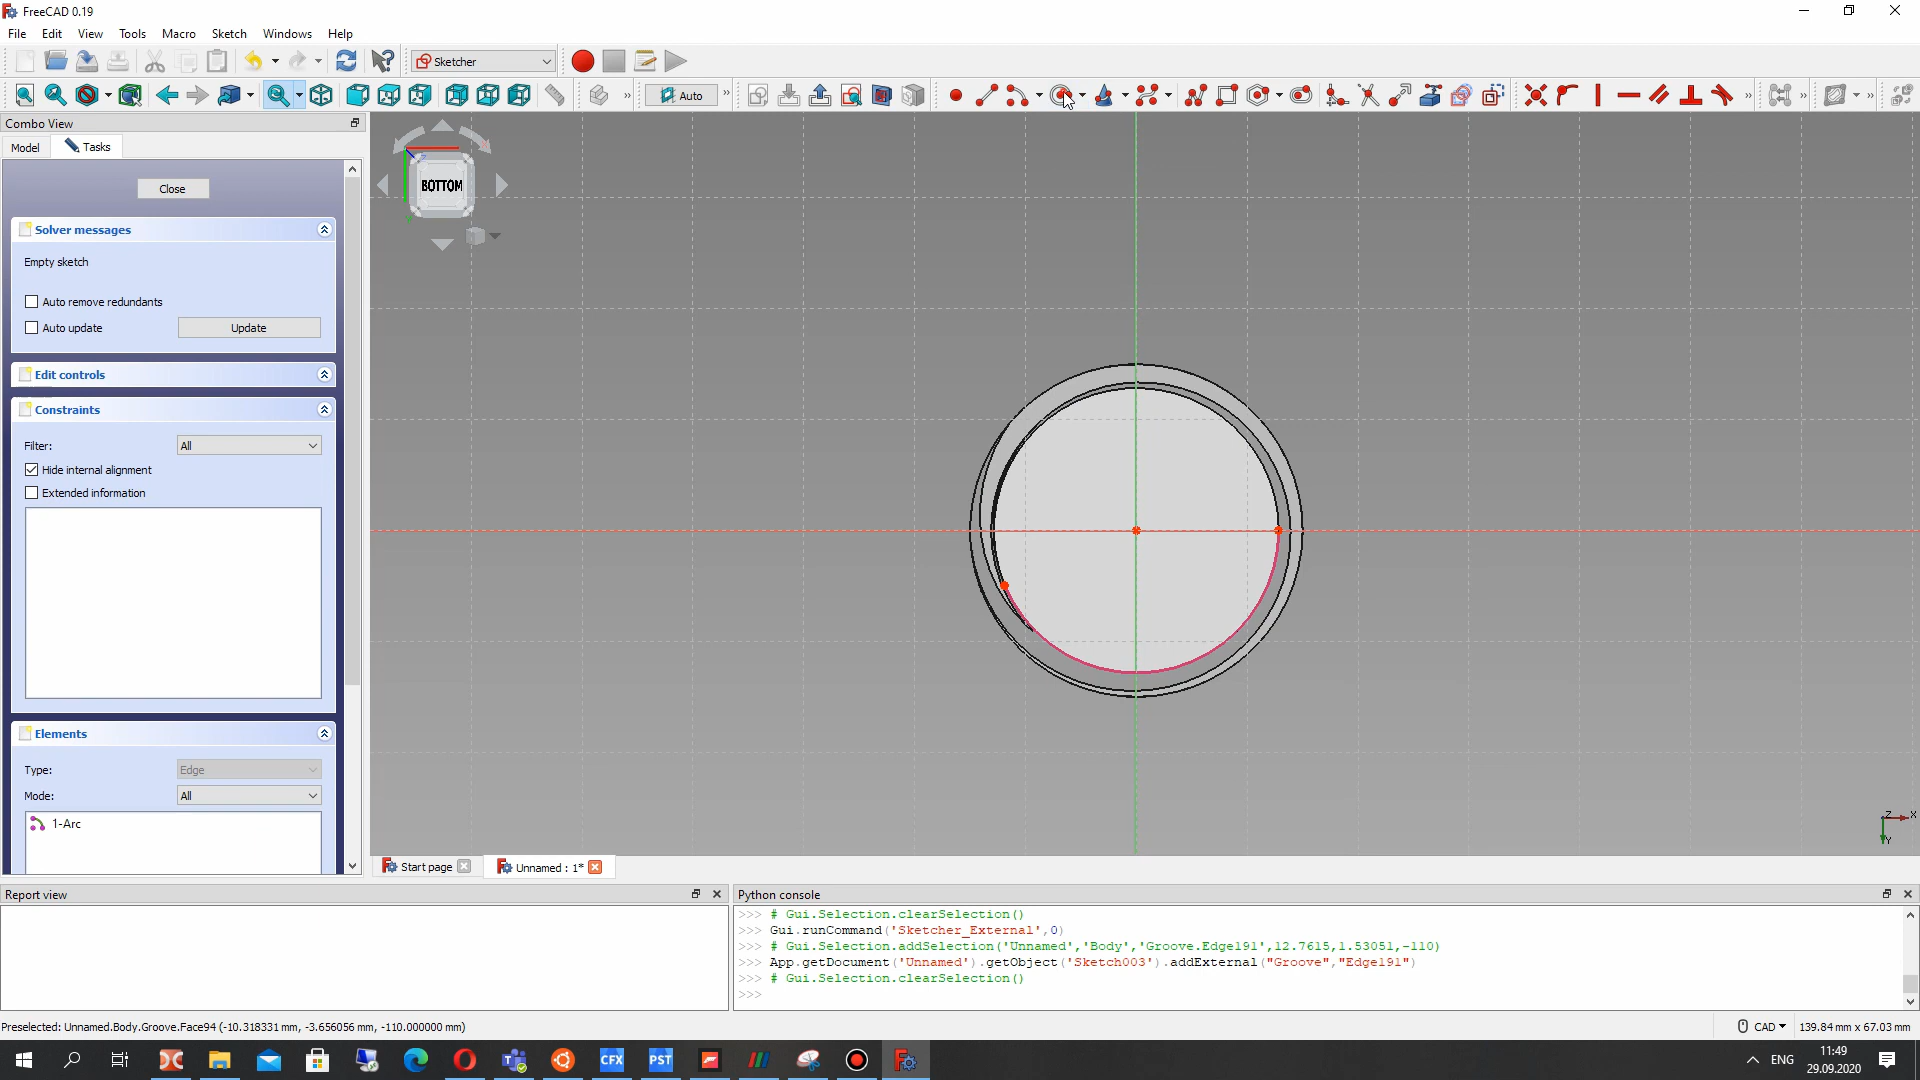 FreeCAD 0.19
File Edit View Tools Macro Sketch Windows Help
Sketcher
Auto
Combo View
Model Tasks
Close
Solver messages
Empty sketch
Auto remove redundants
Auto update Update
Edit controls
Constraints
Filter: All
Hide internal alignment
Extended information
Elements
Type: Edge
Mode: All
1-Arc
BOTTOM
Z X
Y
Start page Unnamed : 1*
Report view
Python console
>>> # Gui.Selection.clearSelection()
>>> Gui.runCommand('Sketcher_External',0)
>>> # Gui.Selection.addSelection('Unnamed','Body','Groove.Edge191',12.7615,1.53051,-110)
>>> App.getDocument('Unnamed').getObject('Sketch003').addExternal("Groove","Edge191")
>>> # Gui.Selection.clearSelection()
>>>
Preselected: Unnamed.Body.Groove.Face94 (-10.318331 mm, -3.656056 mm, -110.000000 mm)
CAD 139.84 mm x 67.03 mm
CFX PST
ENG
11:49
29.09.2020